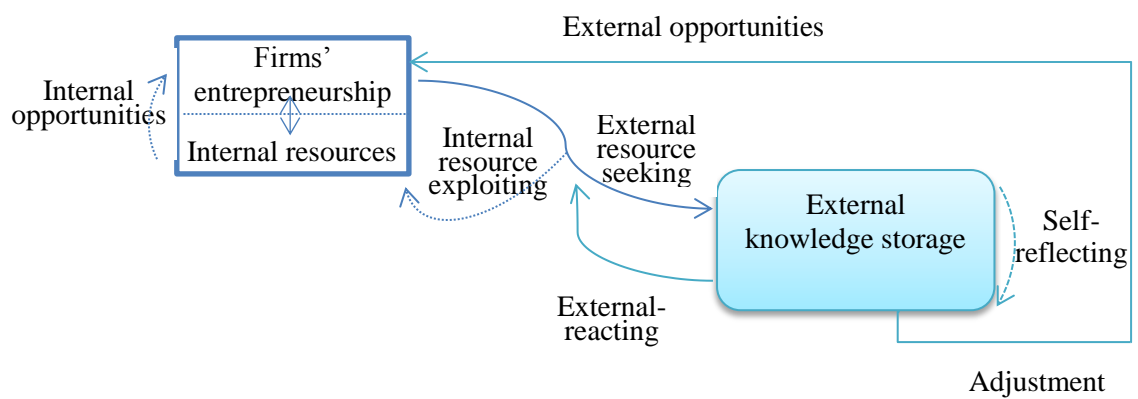 External opportunities
Firms’
entrepreneurship
Internal resources
Internal
opportunities
Internal
resource
exploiting
External
resource
seeking
External
knowledge storage
Self-
reflecting
External-
reacting
Adjustment